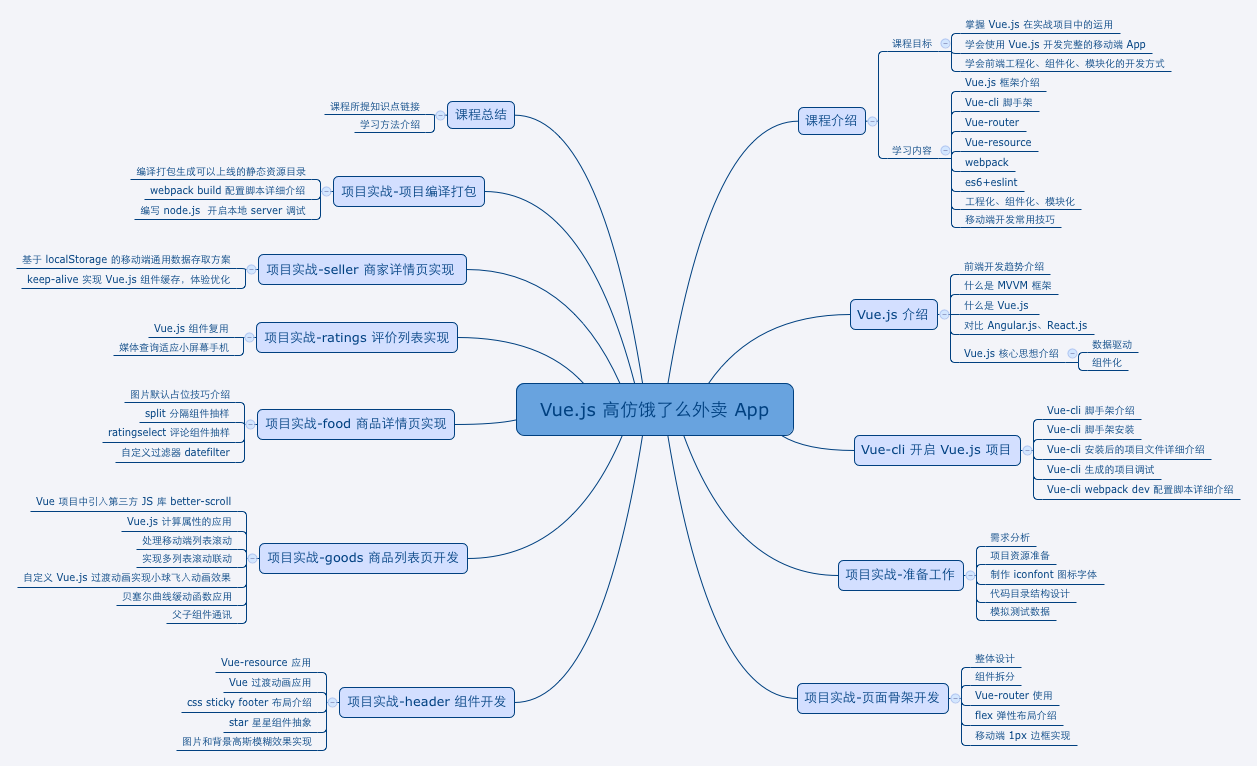 Vue.js 高仿饿了么外卖 App
课程介绍
课程目标
掌握 Vue.js 在实战项目中的运用
学会使用 Vue.js 开发完整的移动端 App
学会前端工程化、组件化、模块化的开发方式
学习内容
Vue.js 框架介绍
Vue-cli 脚手架
Vue-router
Vue-resource
webpack
es6+eslint
工程化、组件化、模块化
移动端开发常用技巧
Vue.js 介绍
前端开发趋势介绍
什么是 MVVM 框架
什么是 Vue.js
对比 Angular.js、React.js
Vue.js 核心思想介绍
数据驱动
组件化
Vue-cli 开启 Vue.js 项目
Vue-cli 脚手架介绍
Vue-cli 脚手架安装
Vue-cli 安装后的项目文件详细介绍
Vue-cli 生成的项目调试
Vue-cli webpack dev 配置脚本详细介绍
项目实战-准备工作
需求分析
项目资源准备
制作 iconfont 图标字体
代码目录结构设计
模拟测试数据
项目实战-页面骨架开发
整体设计
组件拆分
Vue-router 使用
flex 弹性布局介绍
移动端 1px 边框实现
课程总结
课程所提知识点链接
学习方法介绍
项目实战-项目编译打包
编译打包生成可以上线的静态资源目录
webpack build 配置脚本详细介绍
编写 node.js 开启本地 server 调试
项目实战-seller 商家详情页实现
基于 localStorage 的移动端通用数据存取方案
keep-alive 实现 Vue.js 组件缓存，体验优化
项目实战-ratings 评价列表实现
Vue.js 组件复用
媒体查询适应小屏幕手机
项目实战-food 商品详情页实现
图片默认占位技巧介绍
split 分隔组件抽样
ratingselect 评论组件抽样
自定义过滤器 datefilter
项目实战-goods 商品列表页开发
Vue 项目中引入第三方 JS 库 better-scroll
Vue.js 计算属性的应用
处理移动端列表滚动
实现多列表滚动联动
自定义 Vue.js 过渡动画实现小球飞入动画效果
贝塞尔曲线缓动函数应用
父子组件通讯
项目实战-header 组件开发
Vue-resource 应用
Vue 过渡动画应用
css sticky footer 布局介绍
star 星星组件抽象
图片和背景高斯模糊效果实现